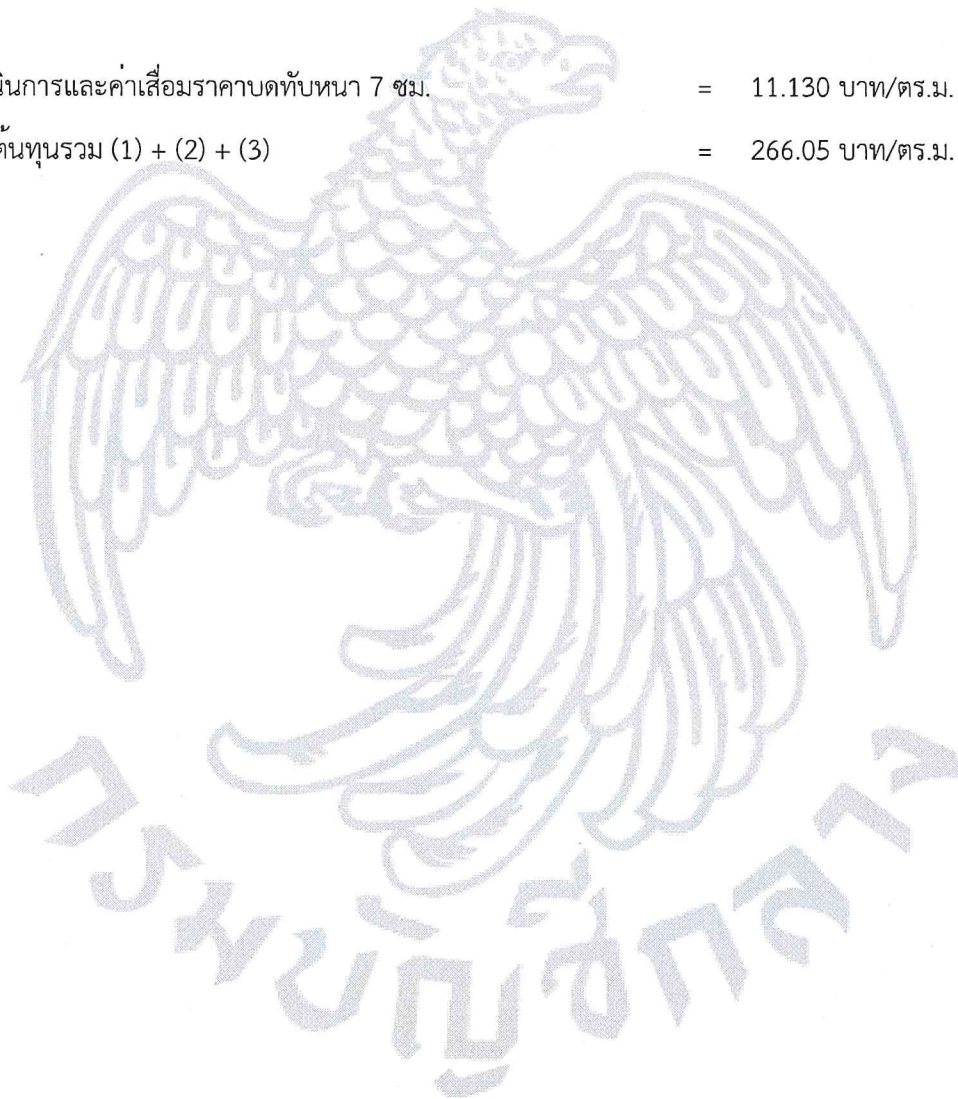 นินการและค่าเสื่อมราคาบดทับหนา 7 ซม. = 11.130 บาท/ตร.ม.
ต้นทุนรวม (1) + (2) + (3) = 266.05 บาท/ตร.ม.
กรมบัญชีกลาง